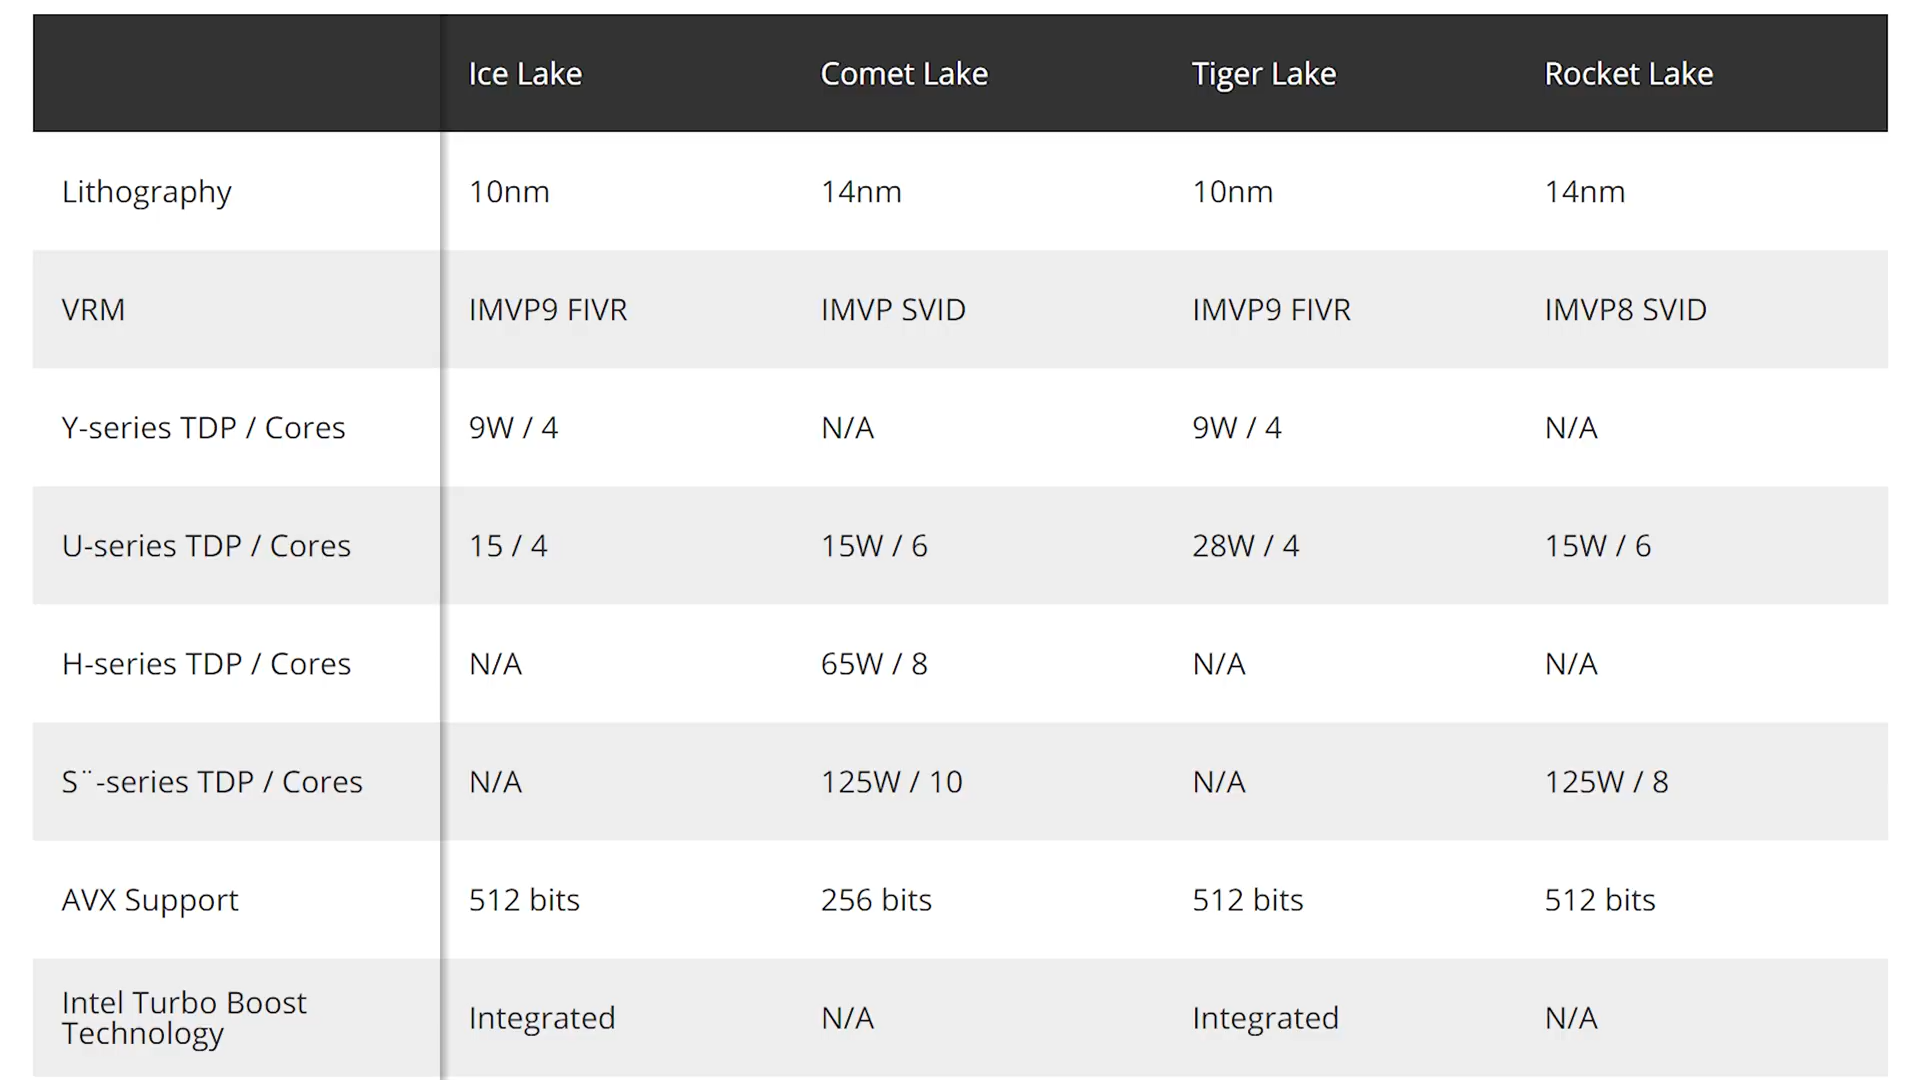 Ice Lake Comet Lake Tiger Lake Rocket Lake
Lithography 10nm 14nm 10nm 14nm
VRM IMVP9 FIVR IMVP SVID IMVP9 FIVR IMVP8 SVID
Y-series TDP / Cores 9W / 4 N/A 9W / 4 N/A
U-series TDP / Cores 15 / 4 15W / 6 28W / 4 15W / 6
H-series TDP / Cores N/A 65W / 8 N/A N/A
S¨-series TDP / Cores N/A 125W / 10 N/A 125W / 8
AVX Support 512 bits 256 bits 512 bits 512 bits
Intel Turbo Boost
Technology Integrated N/A Integrated N/A